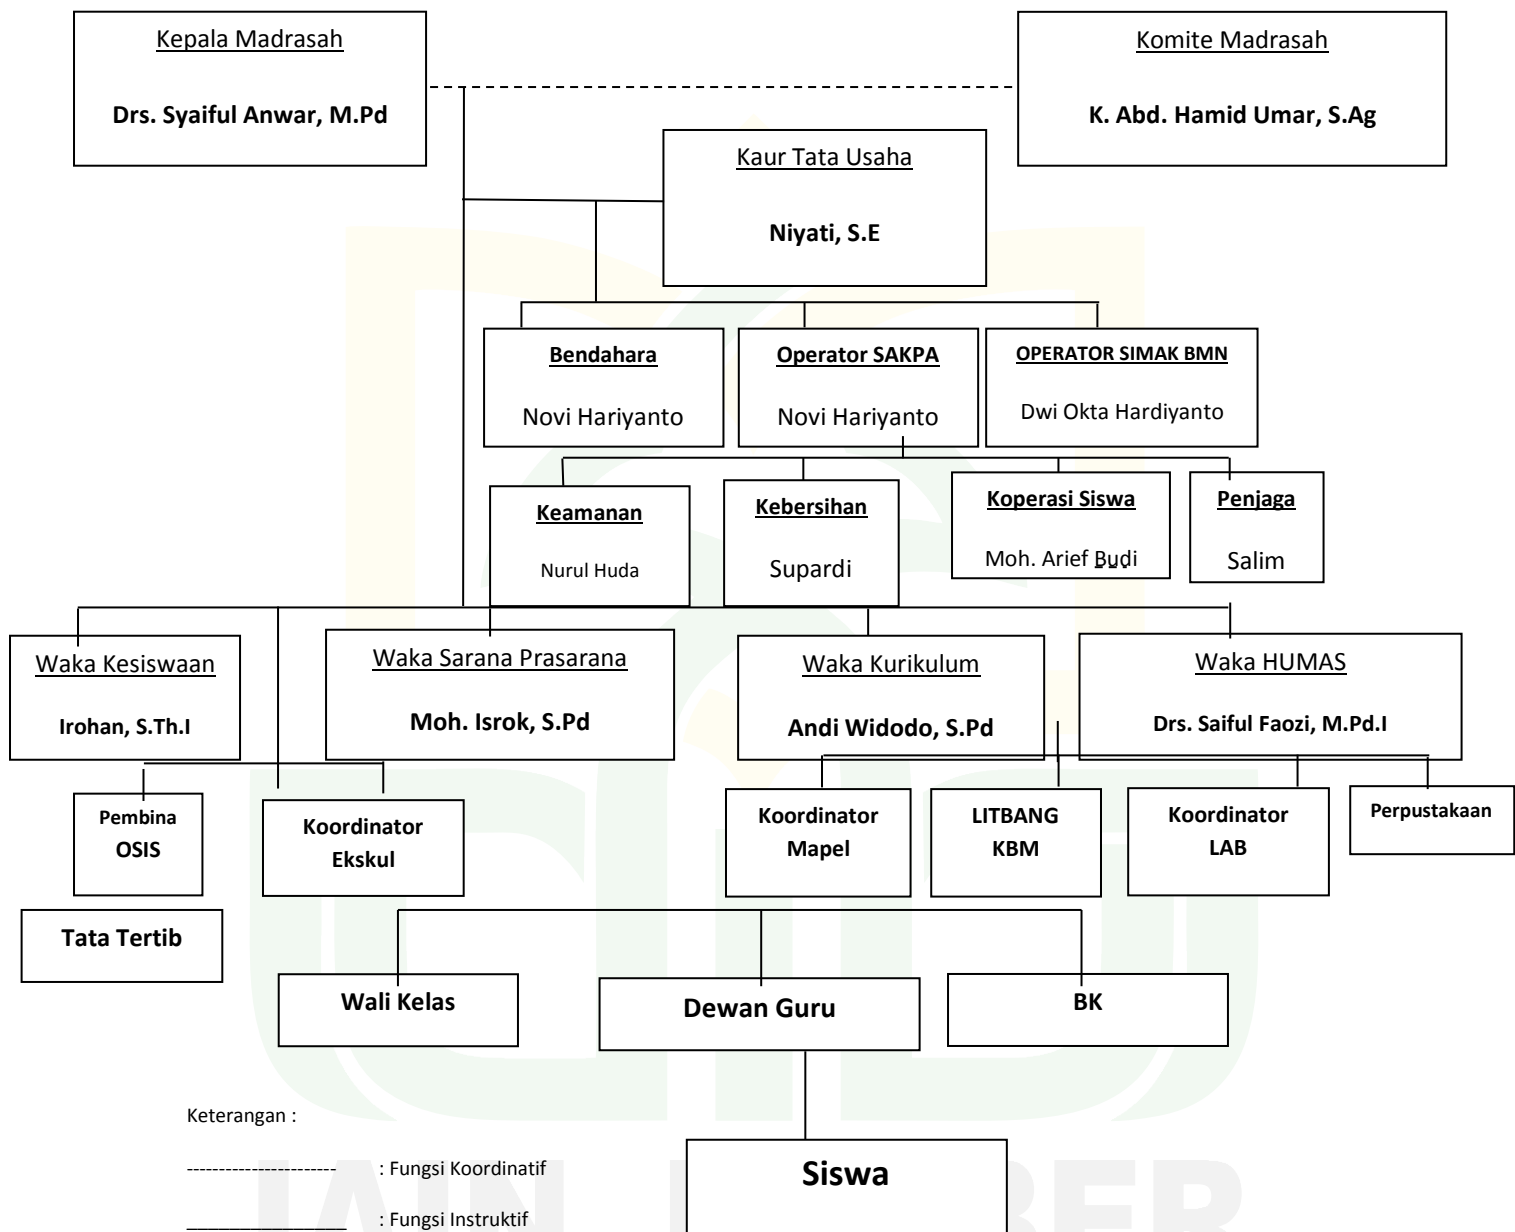 Kepala Madrasah
Drs. Syaiful Anwar, M.Pd
Komite Madrasah
K. Abd. Hamid Umar, S.Ag
Kaur Tata Usaha
Niyati, S.E
Bendahara
Novi Hariyanto
Operator SAKPA
Novi Hariyanto
OPERATOR SIMAK BMN
Dwi Okta Hardiyanto
Keamanan
Nurul Huda
Kebersihan
Supardi
Koperasi Siswa
Moh. Arief Budi
Penjaga
Salim
Waka Kesiswaan
Irohan, S.Th.I
Waka Sarana Prasarana
Moh. Isrok, S.Pd
Waka Kurikulum
Andi Widodo, S.Pd
Waka HUMAS
Drs. Saiful Faozi, M.Pd.I
Pembina
OSIS
Koordinator
Ekskul
Koordinator
Mapel
LITBANG
KBM
Koordinator
LAB
Perpustakaan
Tata Tertib
Wali Kelas
Dewan Guru
BK
Siswa
Keterangan :
----------------------- : Fungsi Koordinatif
________________ : Fungsi Instruktif